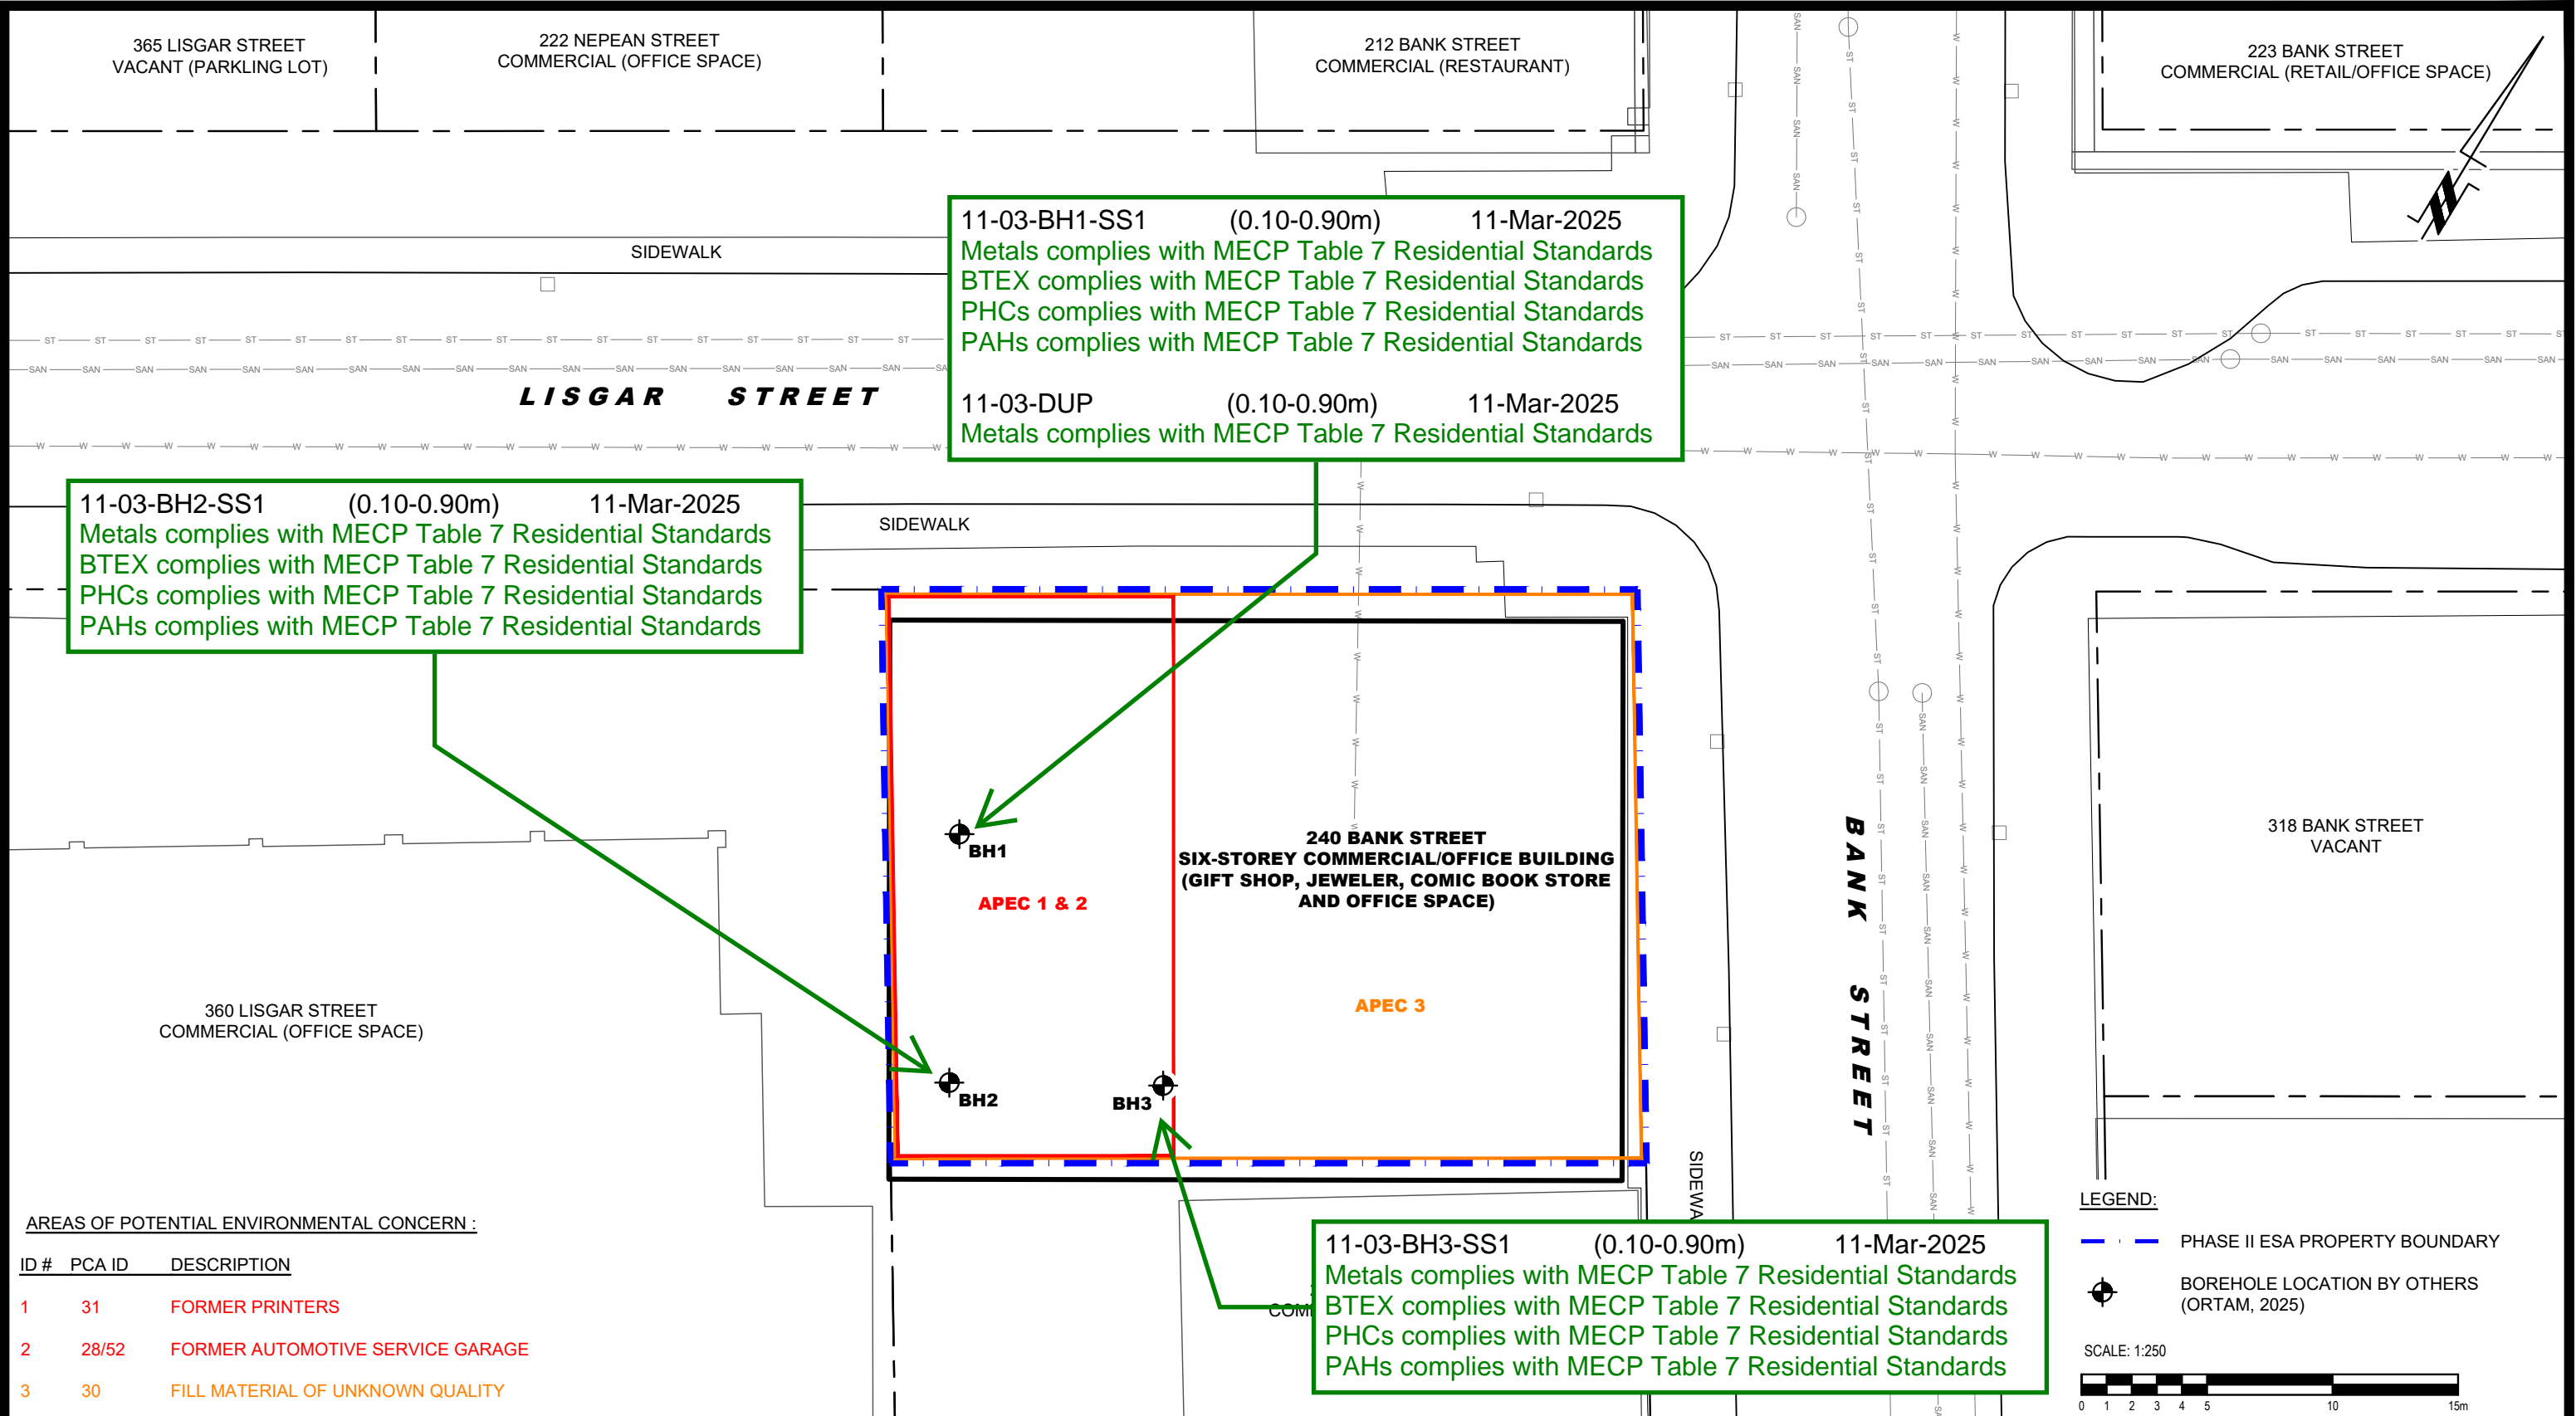 365 LISGAR STREET
VACANT (PARKLING LOT)
222 NEPEAN STREET
COMMERCIAL (OFFICE SPACE)
212 BANK STREET
COMMERCIAL (RESTAURANT)
223 BANK STREET
COMMERCIAL (RETAIL/OFFICE SPACE)
SIDEWALK
11-03-BH1-SS1 (0.10-0.90m) 11-Mar-2025
Metals complies with MECP Table 7 Residential Standards
BTEX complies with MECP Table 7 Residential Standards
PHCs complies with MECP Table 7 Residential Standards
PAHs complies with MECP Table 7 Residential Standards
11-03-DUP (0.10-0.90m) 11-Mar-2025
Metals complies with MECP Table 7 Residential Standards
LISGAR STREET
11-03-BH2-SS1 (0.10-0.90m) 11-Mar-2025
Metals complies with MECP Table 7 Residential Standards
BTEX complies with MECP Table 7 Residential Standards
PHCs complies with MECP Table 7 Residential Standards
PAHs complies with MECP Table 7 Residential Standards
SIDEWALK
BH1
APEC 1 & 2
240 BANK STREET
SIX-STOREY COMMERCIAL/OFFICE BUILDING
(GIFT SHOP, JEWELER, COMIC BOOK STORE
AND OFFICE SPACE)
APEC 3
BANK STREET
318 BANK STREET
VACANT
360 LISGAR STREET
COMMERCIAL (OFFICE SPACE)
BH2
BH3
SIDEWA
11-03-BH3-SS1 (0.10-0.90m) 11-Mar-2025
Metals complies with MECP Table 7 Residential Standards
BTEX complies with MECP Table 7 Residential Standards
PHCs complies with MECP Table 7 Residential Standards
PAHs complies with MECP Table 7 Residential Standards
AREAS OF POTENTIAL ENVIRONMENTAL CONCERN :
ID # PCA ID DESCRIPTION
1 31 FORMER PRINTERS
2 28/52 FORMER AUTOMOTIVE SERVICE GARAGE
3 30 FILL MATERIAL OF UNKNOWN QUALITY
LEGEND:
PHASE II ESA PROPERTY BOUNDARY
BOREHOLE LOCATION BY OTHERS
(ORTAM, 2025)
SCALE: 1:250
0 1 2 3 4 5 10 15m